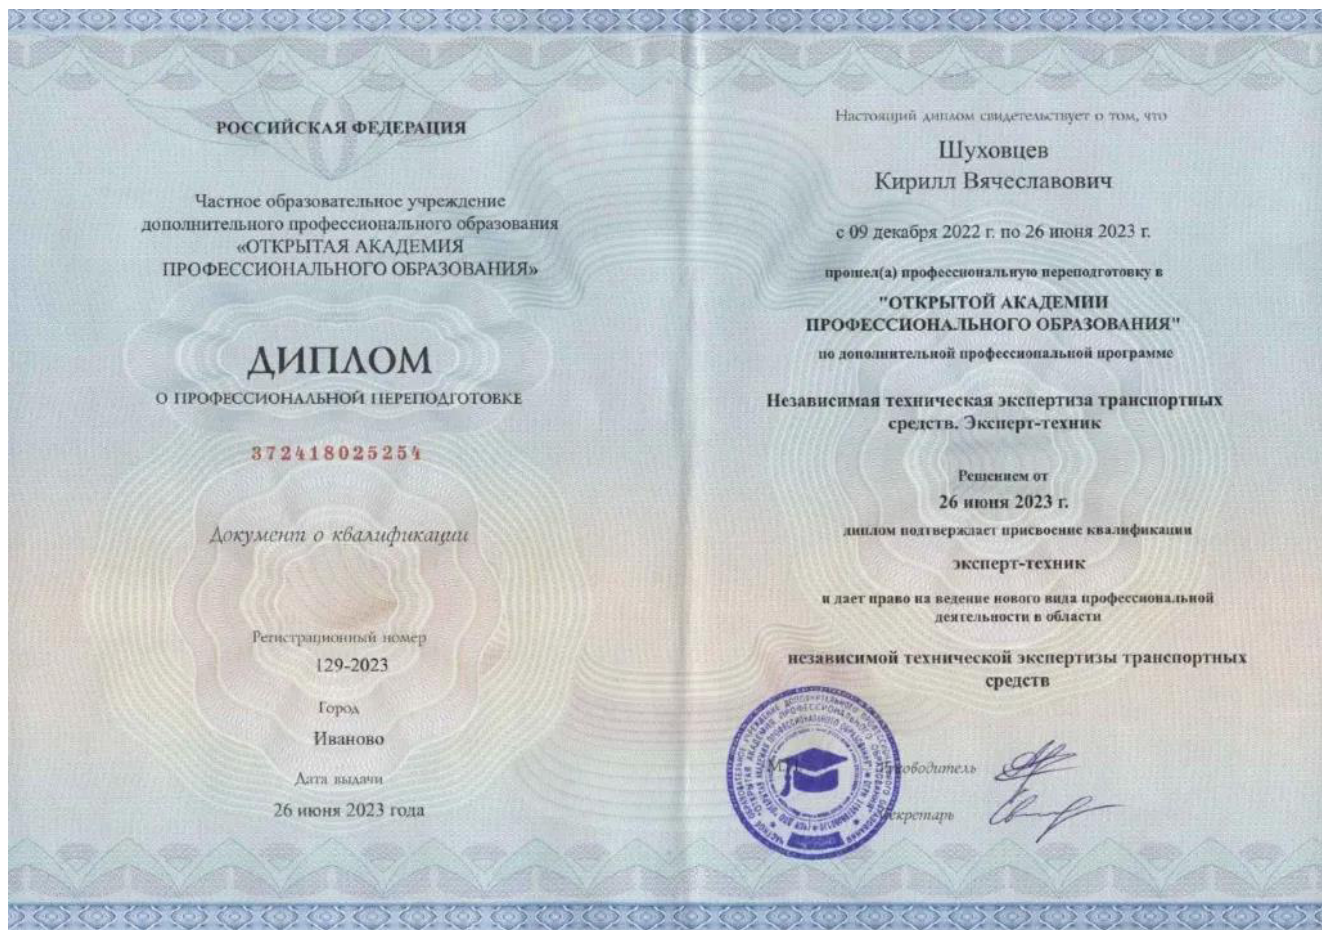 РОССИЙСКАЯ ФЕДЕРАЦИЯ
Частное образовательное учреждение
дополнительного профессионального образования
«ОТКРЫТАЯ АКАДЕМИЯ
ПРОФЕССИОНАЛЬНОГО ОБРАЗОВАНИЯ»
ДИПЛОМ
О ПРОФЕССИОНАЛЬНОЙ ПЕРЕПОДГОТОВКЕ
372418025254
Документ о квалификации
Регистрационный номер
129-2023
Город
Иваново
Дата выдачи
26 июня 2023 года
Настоящий диплом свидетельствует о том, что
Шуховцев
Кирилл Вячеславович
с 09 декабря 2022 г. по 26 июня 2023 г.
прошел(а) профессиональную переподготовку в
"ОТКРЫТОЙ АКАДЕМИИ
ПРОФЕССИОНАЛЬНОГО ОБРАЗОВАНИЯ"
по дополнительной профессиональной программе
Независимая техническая экспертиза транспортных
средств. Эксперт-техник
Решением от
26 июня 2023 г.
диплом подтверждает присвоение квалификации
эксперт-техник
и дает право на ведение нового вида профессиональной
деятельности в области
независимой технической экспертизы транспортных
средств
М.П.
Руководитель
Секретарь